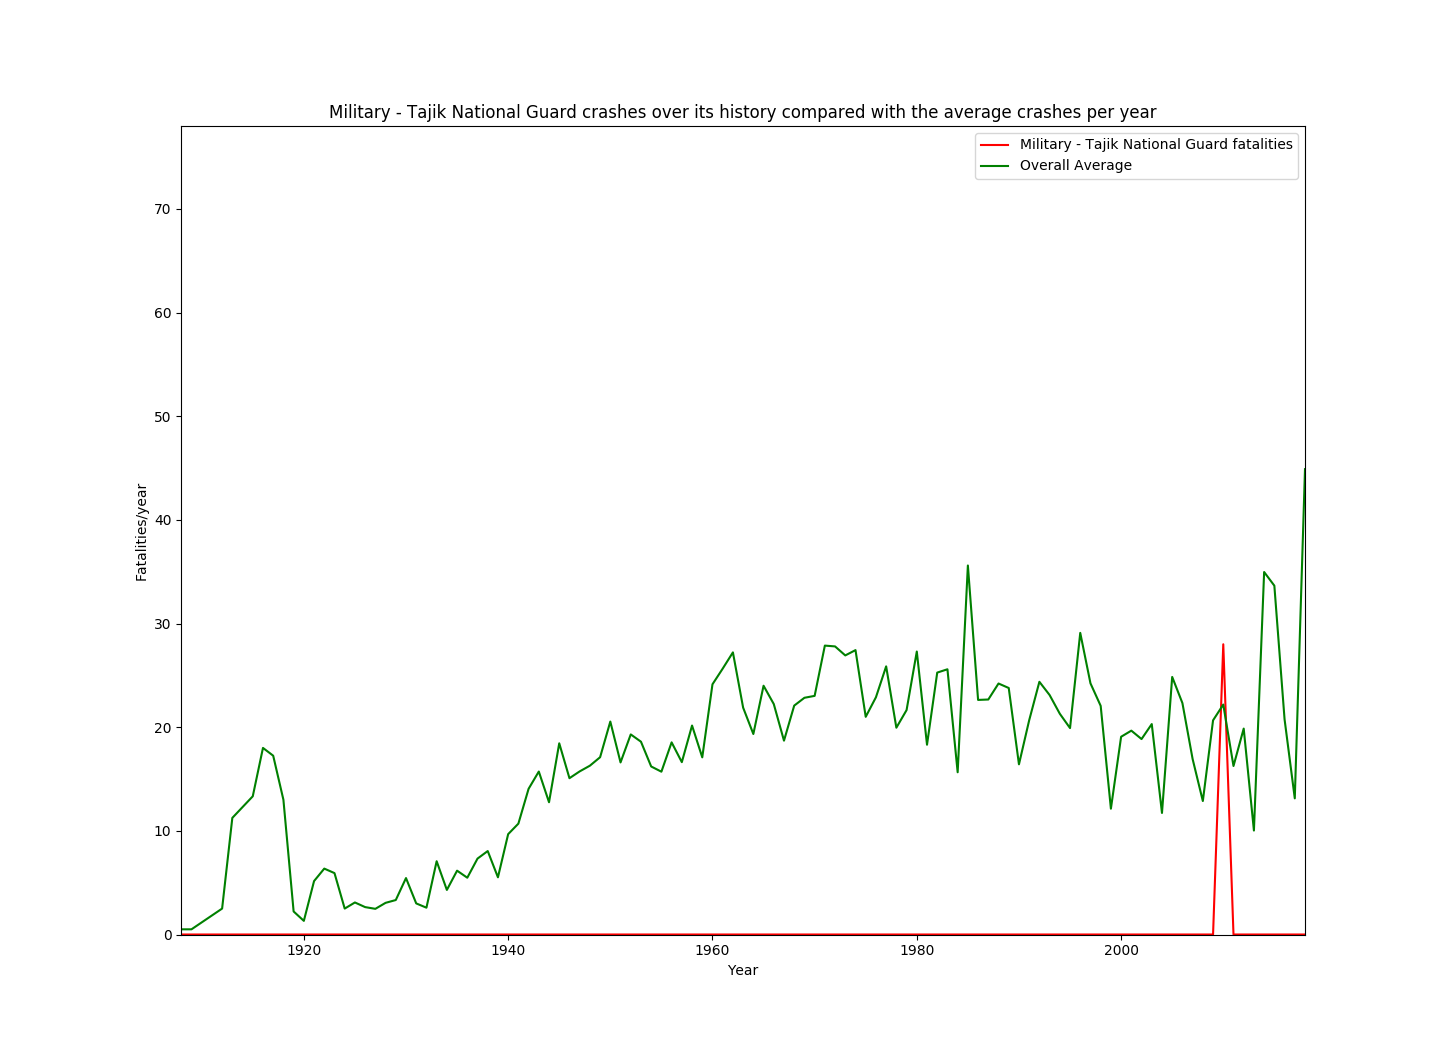 Military - Tajik National Guard crashes over its history compared with the average crashes per year
Military - Tajik National Guard fatalities
Overall Average
70
60
50
40
30
20
10
0
Fatalities/year
1920
1940
1960
1980
2000
Year